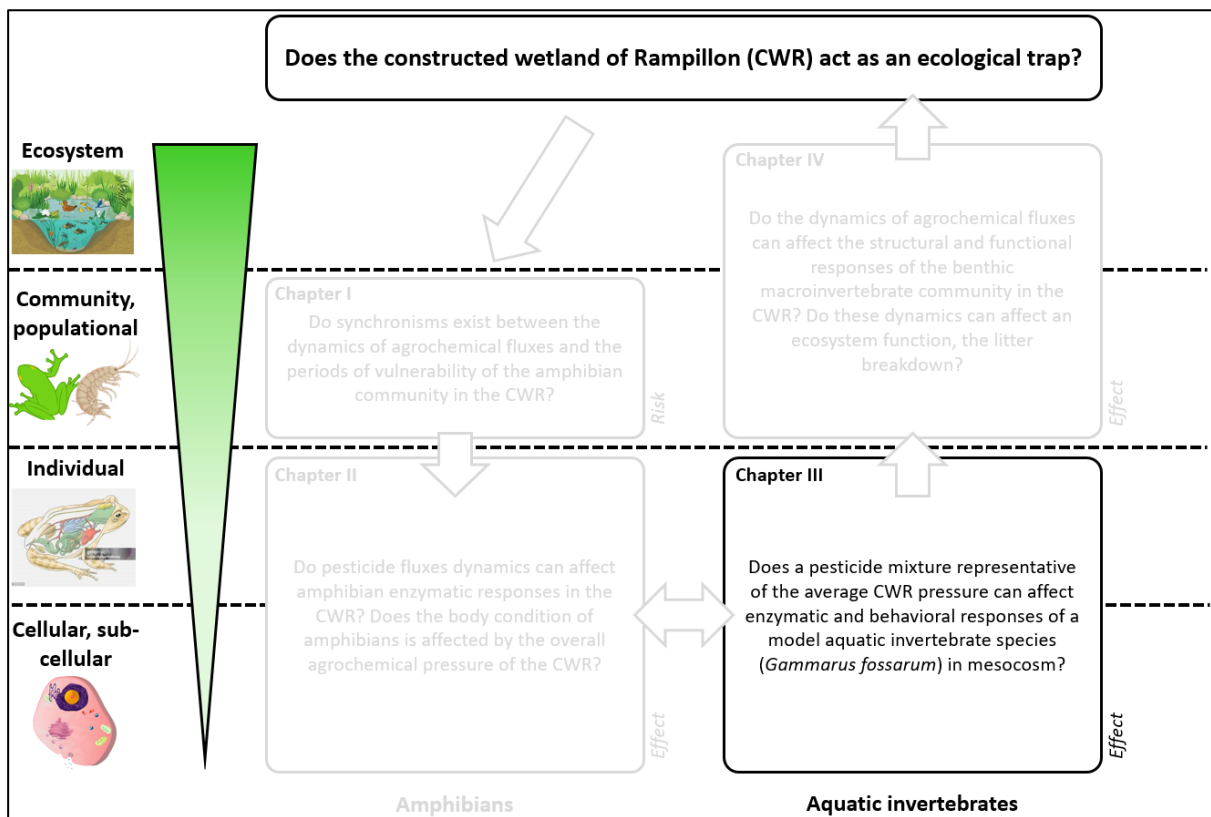 Does the constructed wetland of Rampillon (CWR) act as an ecological trap?
Ecosystem
Community,
populational
Individual
Cellular, sub-
cellular
Chapter I
Do synchronisms exist between the
dynamics of agrochemical fluxes and the
periods of vulnerability of the amphibian
community in the CWR?
Risk
Chapter II
Do pesticide fluxes dynamics can affect
amphibian enzymatic responses in
the CWR? Does the body condition of
amphibians is affected by the overall
agrochemical pressure of the CWR?
Effect
Amphibians
Chapter IV
Do the dynamics of agrochemical fluxes
can affect the structural and functional
responses of the benthic
macroinvertebrate community in the
CWR? Do these dynamics can affect an
ecosystem function, the litter
breakdown?
Effect
Chapter III
Does a pesticide mixture representative
of the average CWR pressure can affect
enzymatic and behavioral responses of a
model aquatic invertebrate species
(Gammarus fossarum) in mesocosm?
Effect
Aquatic invertebrates